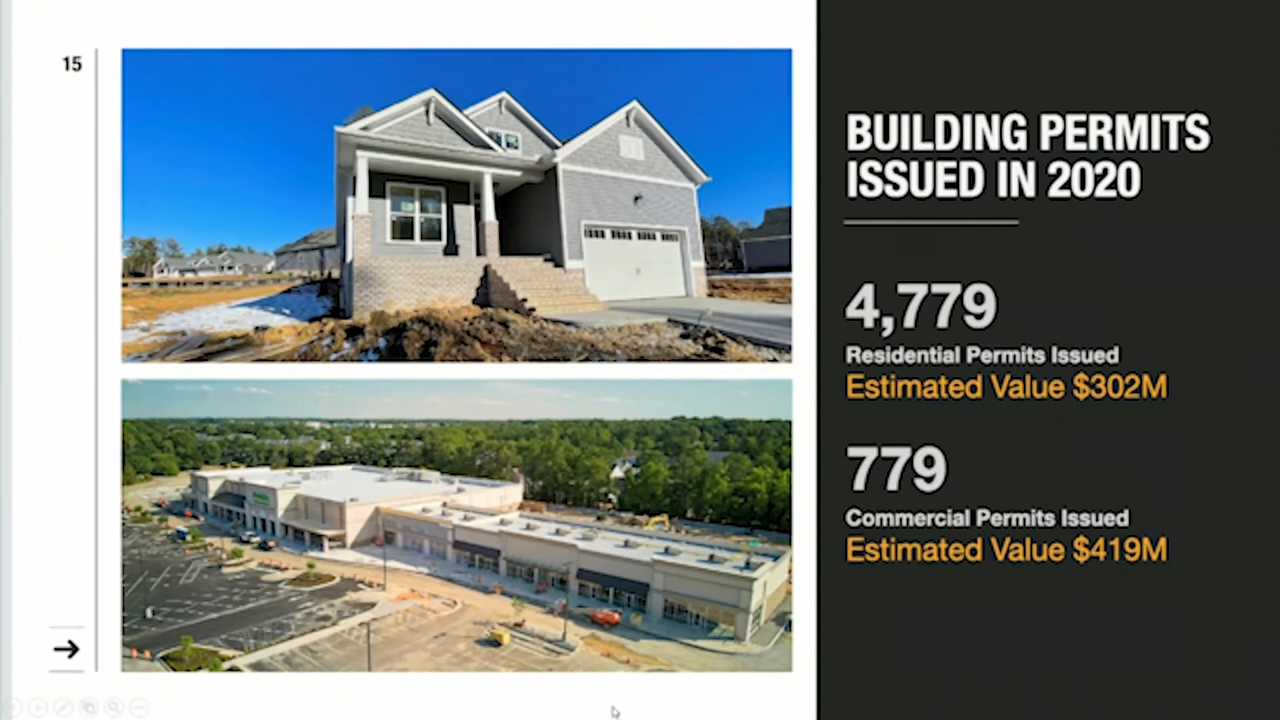 15
BUILDING PERMITS
ISSUED IN 2020
4,779
Residential Permits Issued
Estimated Value $302M
779
Commercial Permits Issued
Estimated Value $419M